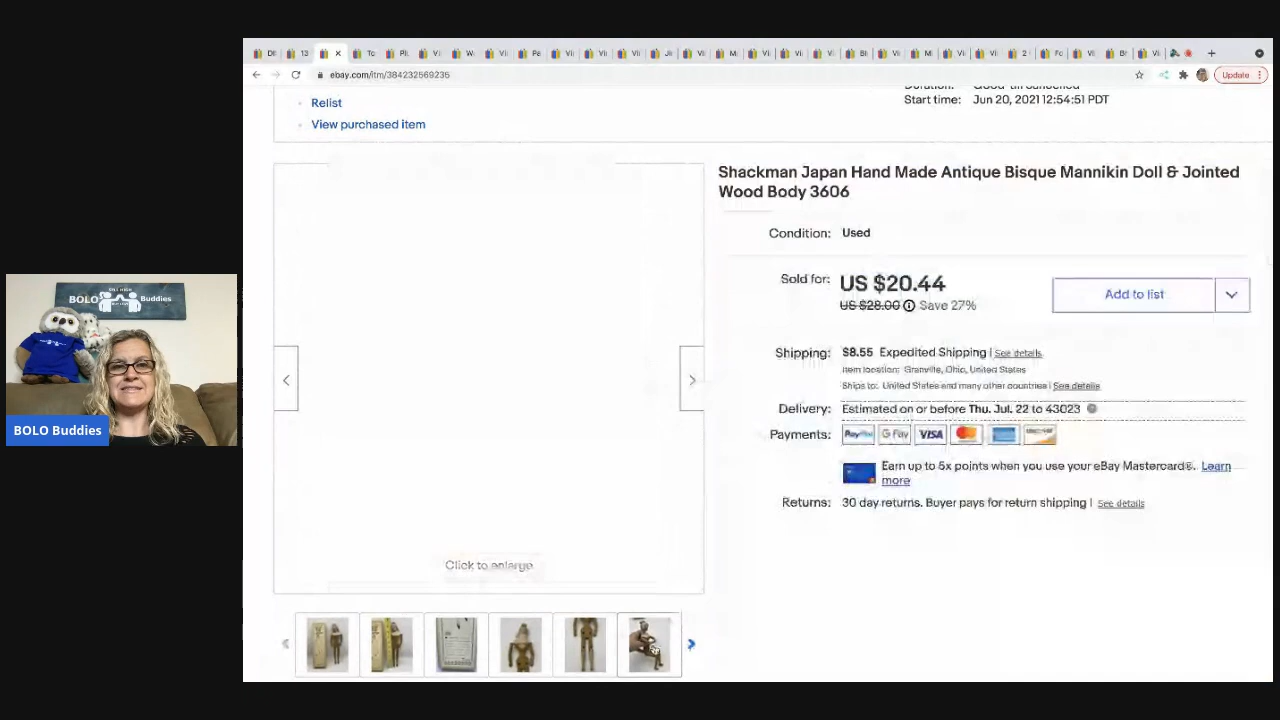 ebay.com/itm/384232569235
Update
Relist
View purchased item
Start time: Jun 20, 2021 12:54:51 PDT
Shackman Japan Hand Made Antique Bisque Mannikin Doll & Jointed
Wood Body 3606
Condition: Used
Sold for: US $20.44
US $28.00 Save 27%
Add to list
Shipping: $8.55 Expedited Shipping | See details
Item location: Granville, Ohio, United States
Ships to: United States and many other countries | See details
Delivery: Estimated on or before Thu. Jul. 22 to 43023
Payments: PayPal G Pay VISA
Earn up to 5x points when you use your eBay Mastercard®. Learn
more
Returns: 30 day returns. Buyer pays for return shipping | See details
Click to enlarge
BOLO Buddies
BOLO Buddies